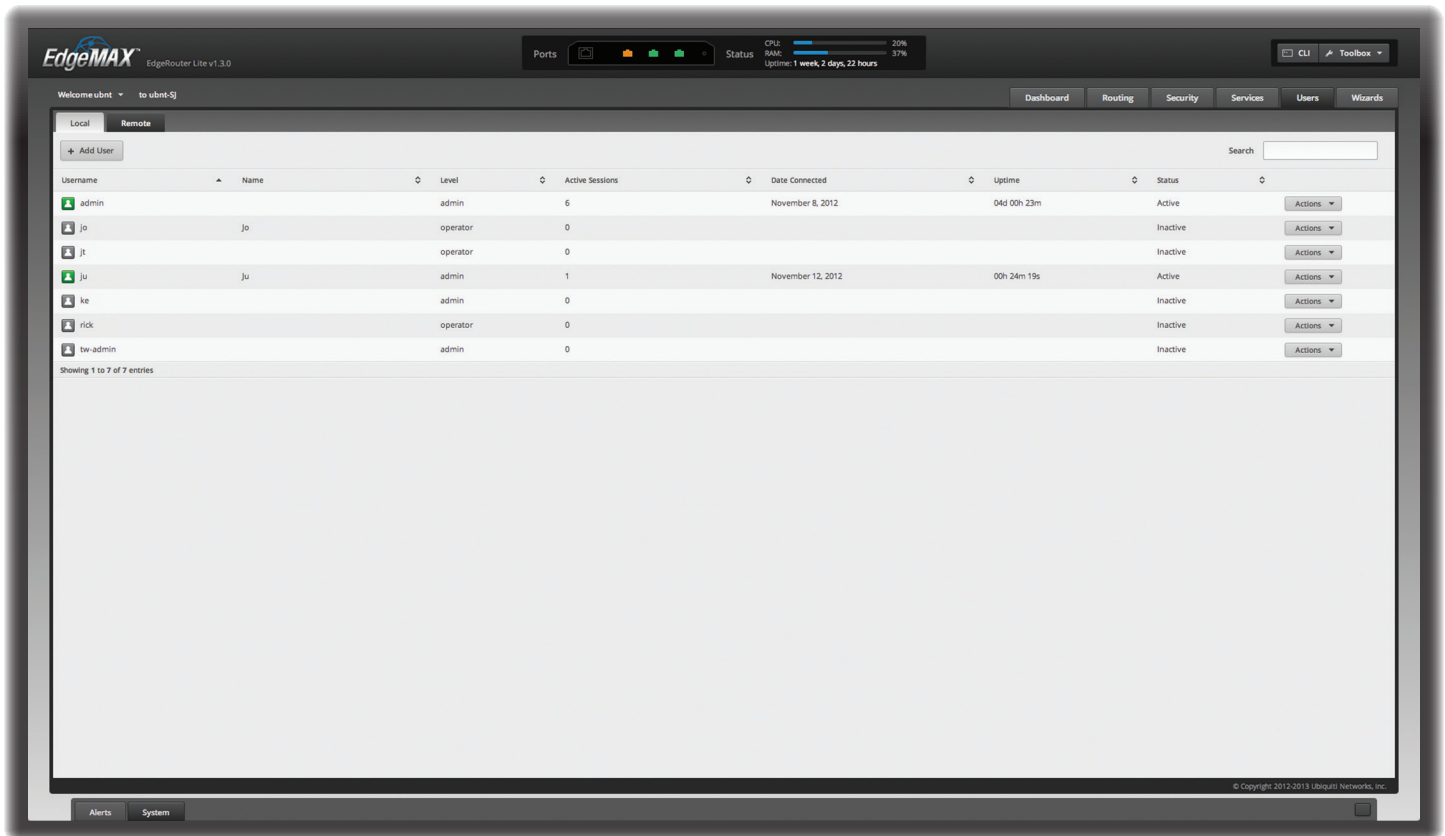 EdgeMAX™ EdgeRouter Lite v1.3.0
Ports
Status
CPU: 20%
RAM: 37%
Uptime: 1 week, 2 days, 22 hours
CLI Toolbox
Welcome ubnt to ubnt-SJ
Dashboard Routing Security Services Users Wizards
Local Remote
+ Add User
Search
Username Name Level Active Sessions Date Connected Uptime Status
admin admin 6 November 8, 2012 04d 00h 23m Active Actions
jo Jo operator 0 Inactive Actions
jt operator 0 Inactive Actions
ju Ju admin 1 November 12, 2012 00h 24m 19s Active Actions
ke admin 0 Inactive Actions
rick operator 0 Inactive Actions
tw-admin admin 0 Inactive Actions
Showing 1 to 7 of 7 entries
© Copyright 2012-2013 Ubiquiti Networks, Inc.
Alerts System